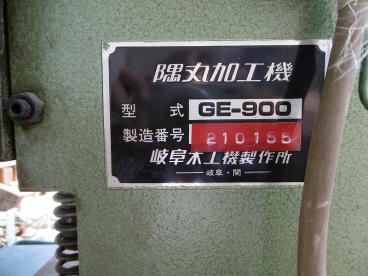 隅丸加工機
型 式 GE-900
製造番号 210155
岐阜木工機製作所
岐阜・関